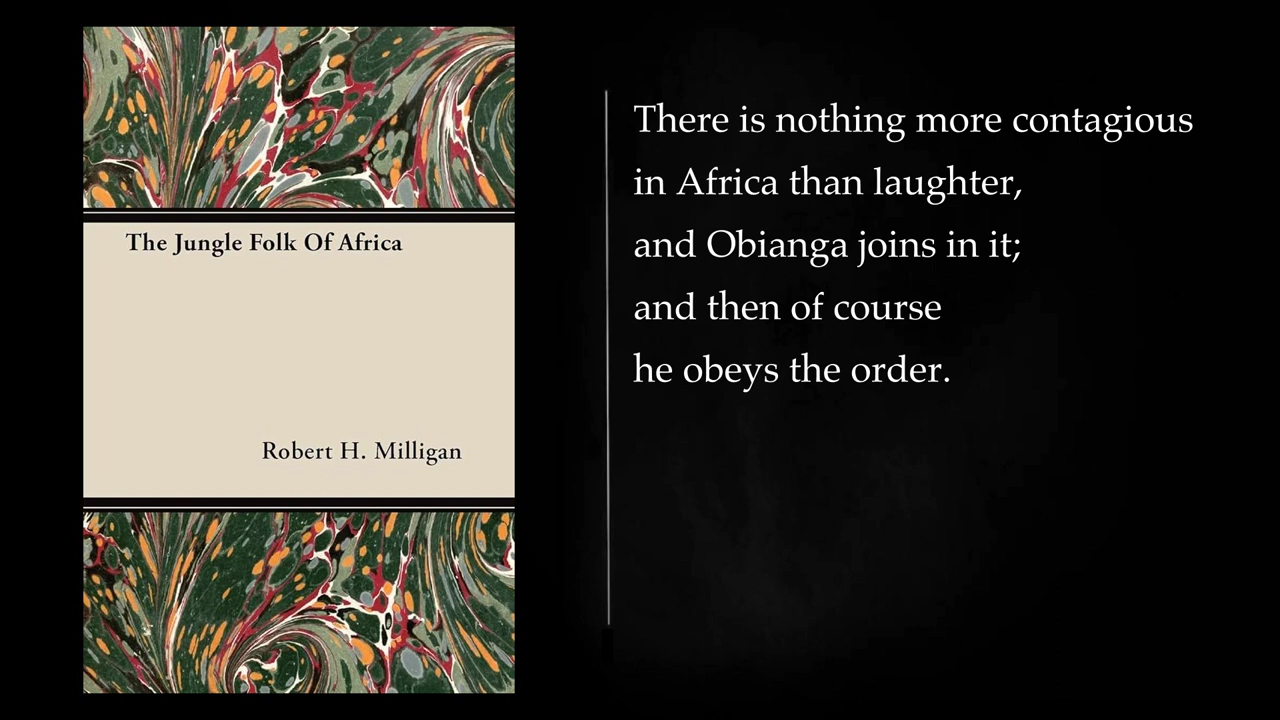 The Jungle Folk Of Africa
Robert H. Milligan
There is nothing more contagious
in Africa than laughter,
and Obianga joins in it;
and then of course
he obeys the order.